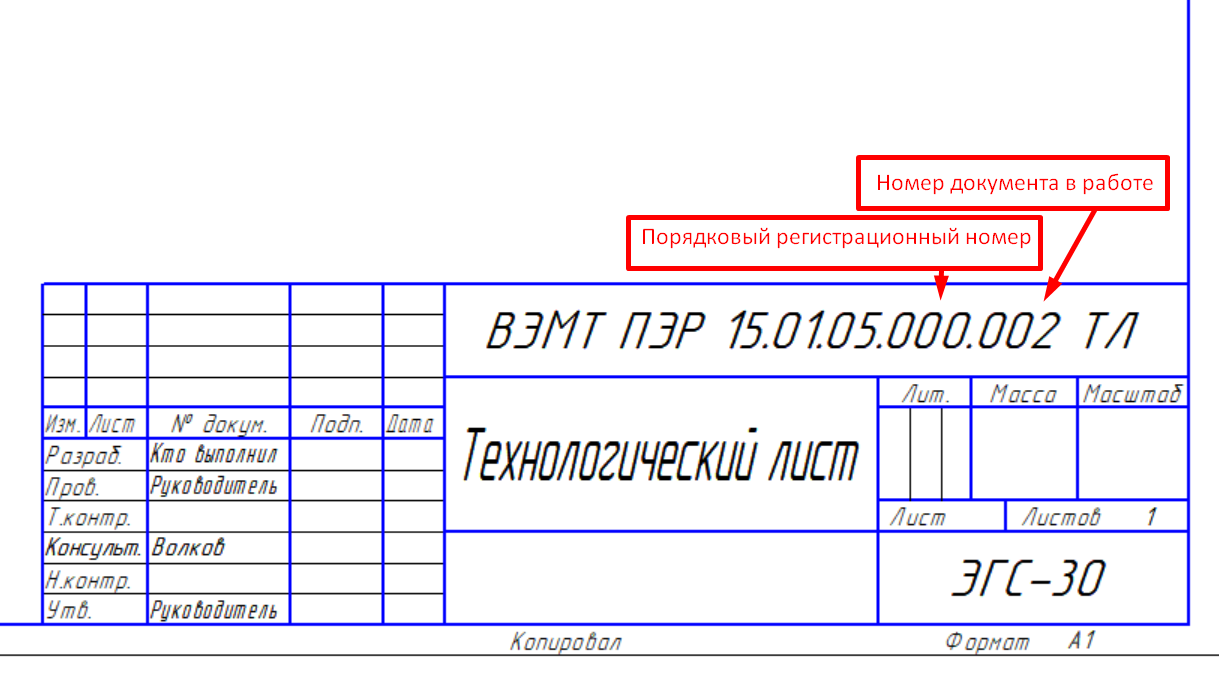 Номер документа в работе
Порядковый регистрационный номер
ВЭМТ ПЭР 15.01.05.000.002 ТЛ
Лит. Масса Масштаб
Изм. Лист № докум. Подп. Дата
Технологический лист
Разраб. Кто выполнил
Пров. Руководитель
Т.контр.
Лист Листов 1
Консульт. Волков
Н.контр.
ЭГС-30
Утв. Руководитель
Копировал Формат А1